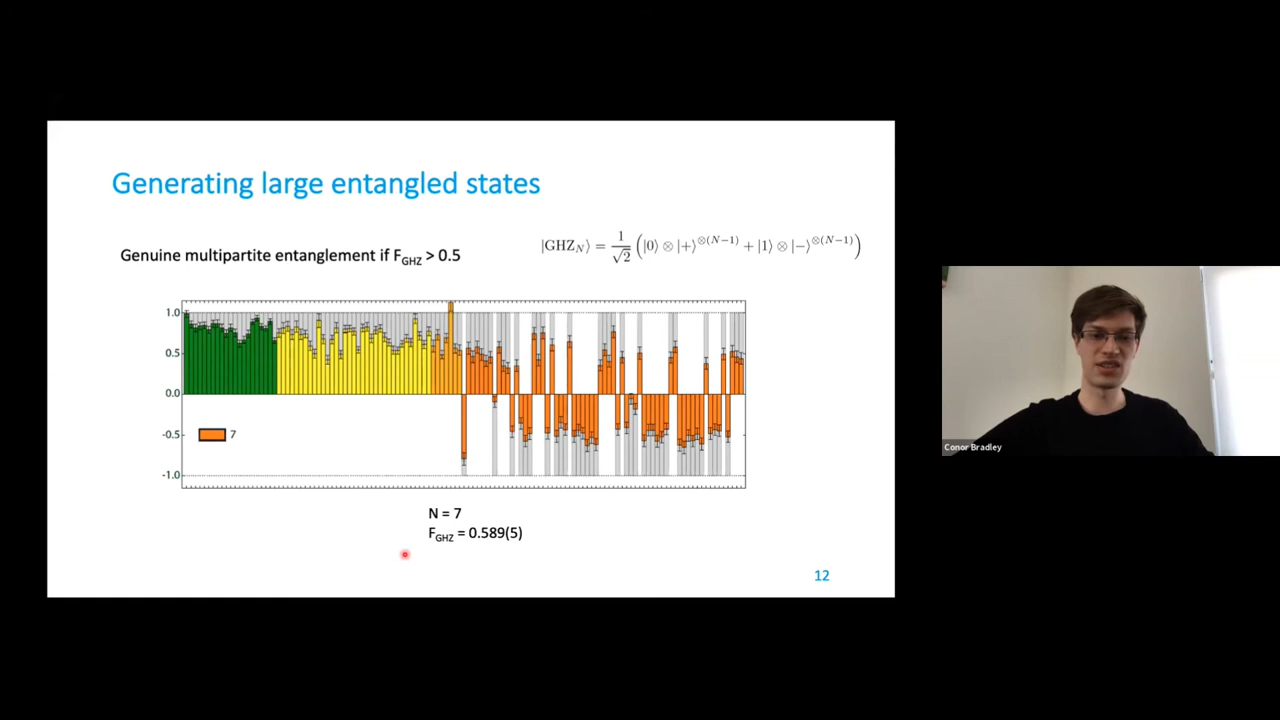 Generating large entangled states
Genuine multipartite entanglement if F_GHZ > 0.5
|GHZ_N⟩ = 1/√2 (|0⟩ ⊗ |+⟩^⊗(N−1) + |1⟩ ⊗ |−⟩^⊗(N−1))
1.0
0.5
0.0
-0.5
7
-1.0
N = 7
F_GHZ = 0.589(5)
12
Conor Bradley